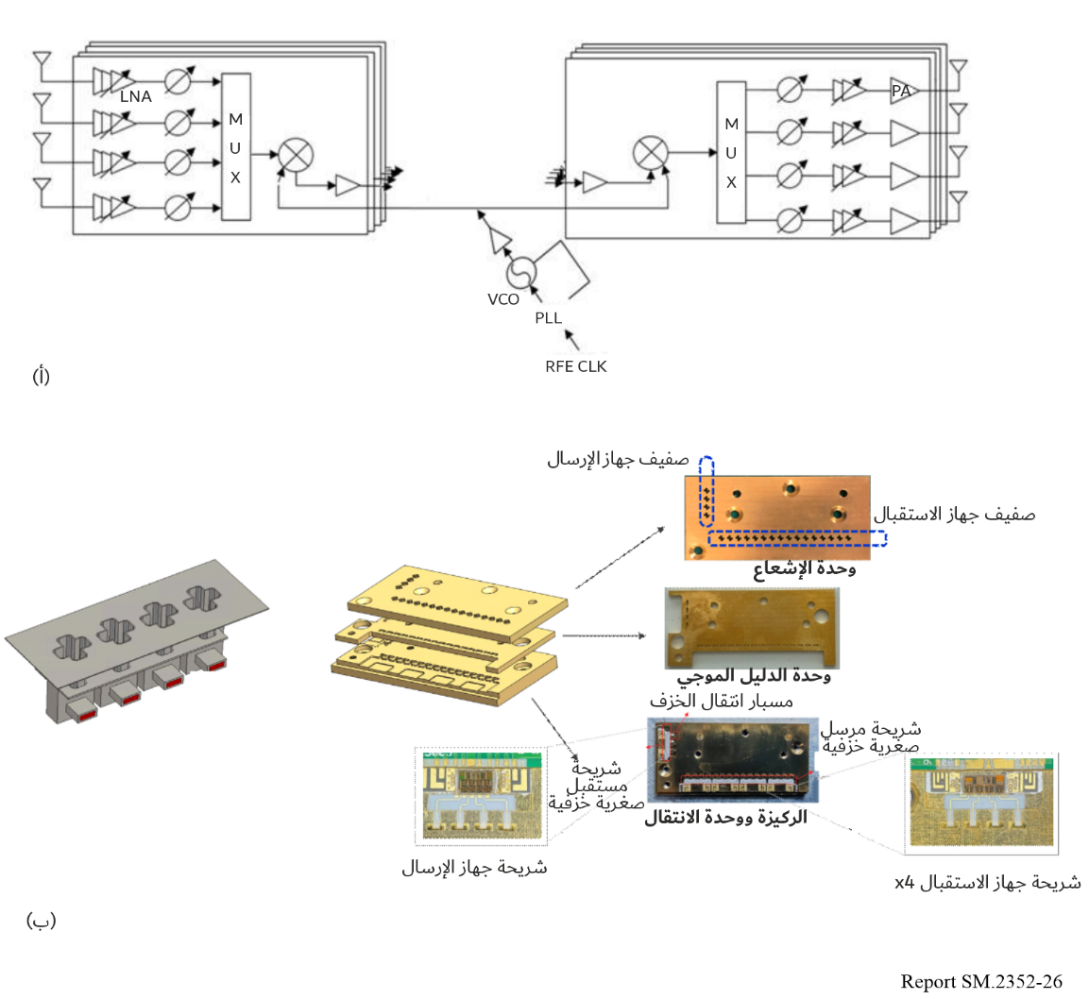 LNA
MUX
PA
MUX
VCO
PLL
RFE CLK
(أ)
صفيف جهاز الإرسال
صفيف جهاز الاستقبال
وحدة الإشعاع
وحدة الدليل الموجي
مسبار انتقال الخزف
شريحة مرسل
صغرية خزفية
شريحة
مستقبل
صغرية خزفية
الركيزة ووحدة الانتقال
شريحة جهاز الإرسال
شريحة جهاز الاستقبال x4
(ب)
Report SM.2352-26